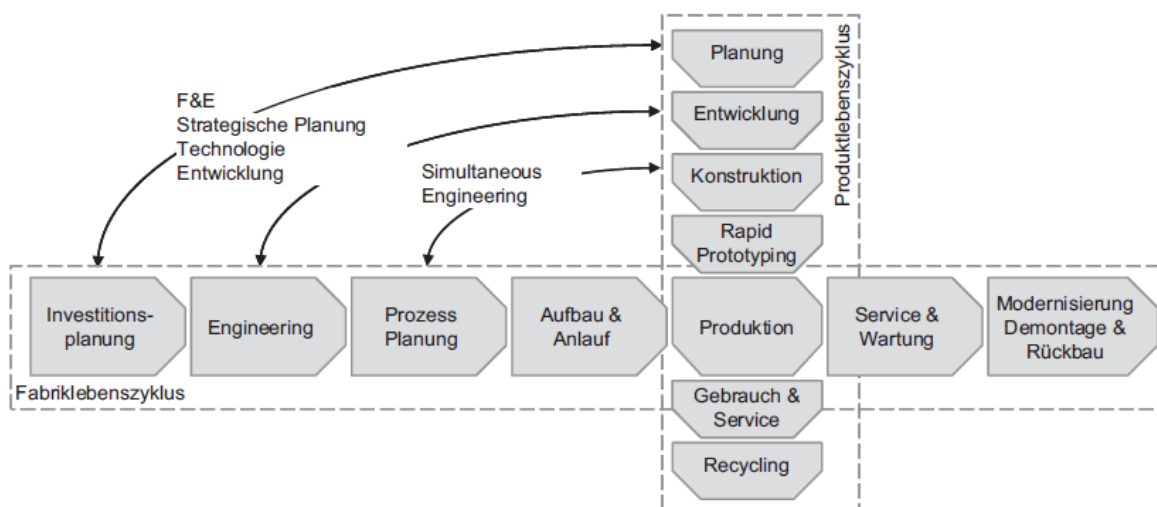 Planung
Produktlebenszyklus
F&E
Strategische Planung
Technologie
Entwicklung
Entwicklung
Simultaneous
Engineering
Konstruktion
Rapid
Prototyping
Investitions-
planung
Engineering
Prozess
Planung
Aufbau &
Anlauf
Produktion
Service &
Wartung
Modernisierung
Demontage &
Rückbau
Fabriklebenszyklus
Gebrauch &
Service
Recycling